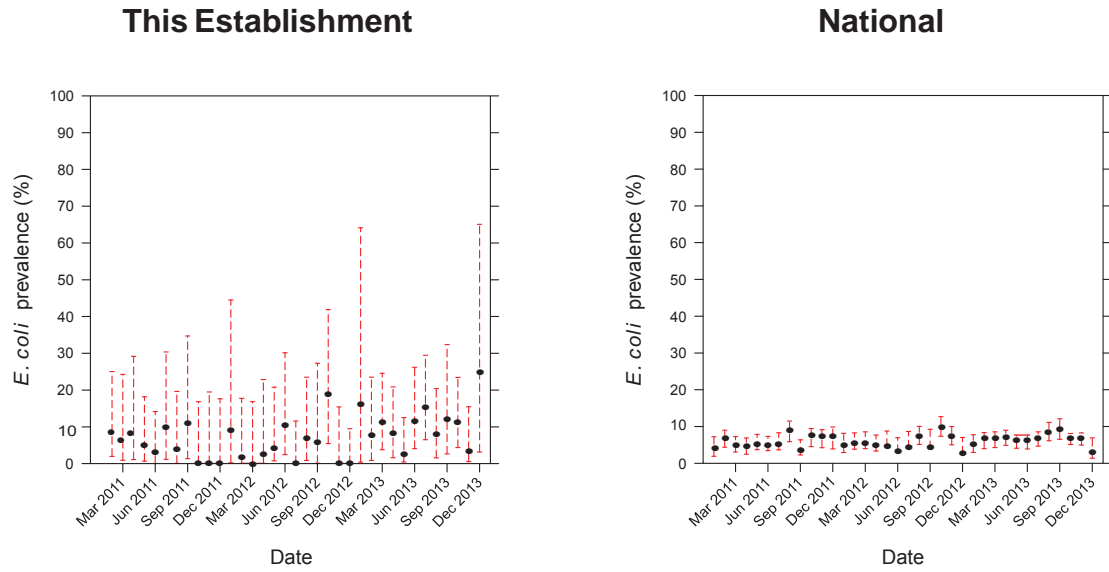 This Establishment
E. coli prevalence (%)
100
90
80
70
60
50
40
30
20
10
0
Mar 2011
Jun 2011
Sep 2011
Dec 2011
Mar 2012
Jun 2012
Sep 2012
Dec 2012
Mar 2013
Jun 2013
Sep 2013
Dec 2013
Date
National
E. coli prevalence (%)
100
90
80
70
60
50
40
30
20
10
0
Mar 2011
Jun 2011
Sep 2011
Dec 2011
Mar 2012
Jun 2012
Sep 2012
Dec 2012
Mar 2013
Jun 2013
Sep 2013
Dec 2013
Date